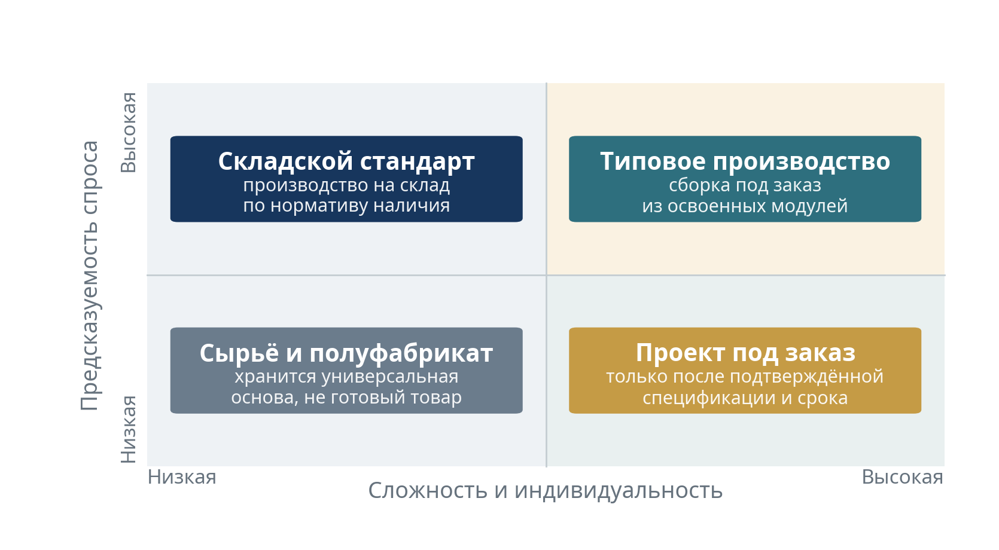 Предсказуемость спроса
Высокая
Низкая
Складской стандарт
производство на склад
по нормативу наличия
Типовое производство
сборка под заказ
из освоенных модулей
Сырьё и полуфабрикат
хранится универсальная
основа, не готовый товар
Проект под заказ
только после подтверждённой
спецификации и срока
Низкая
Высокая
Сложность и индивидуальность